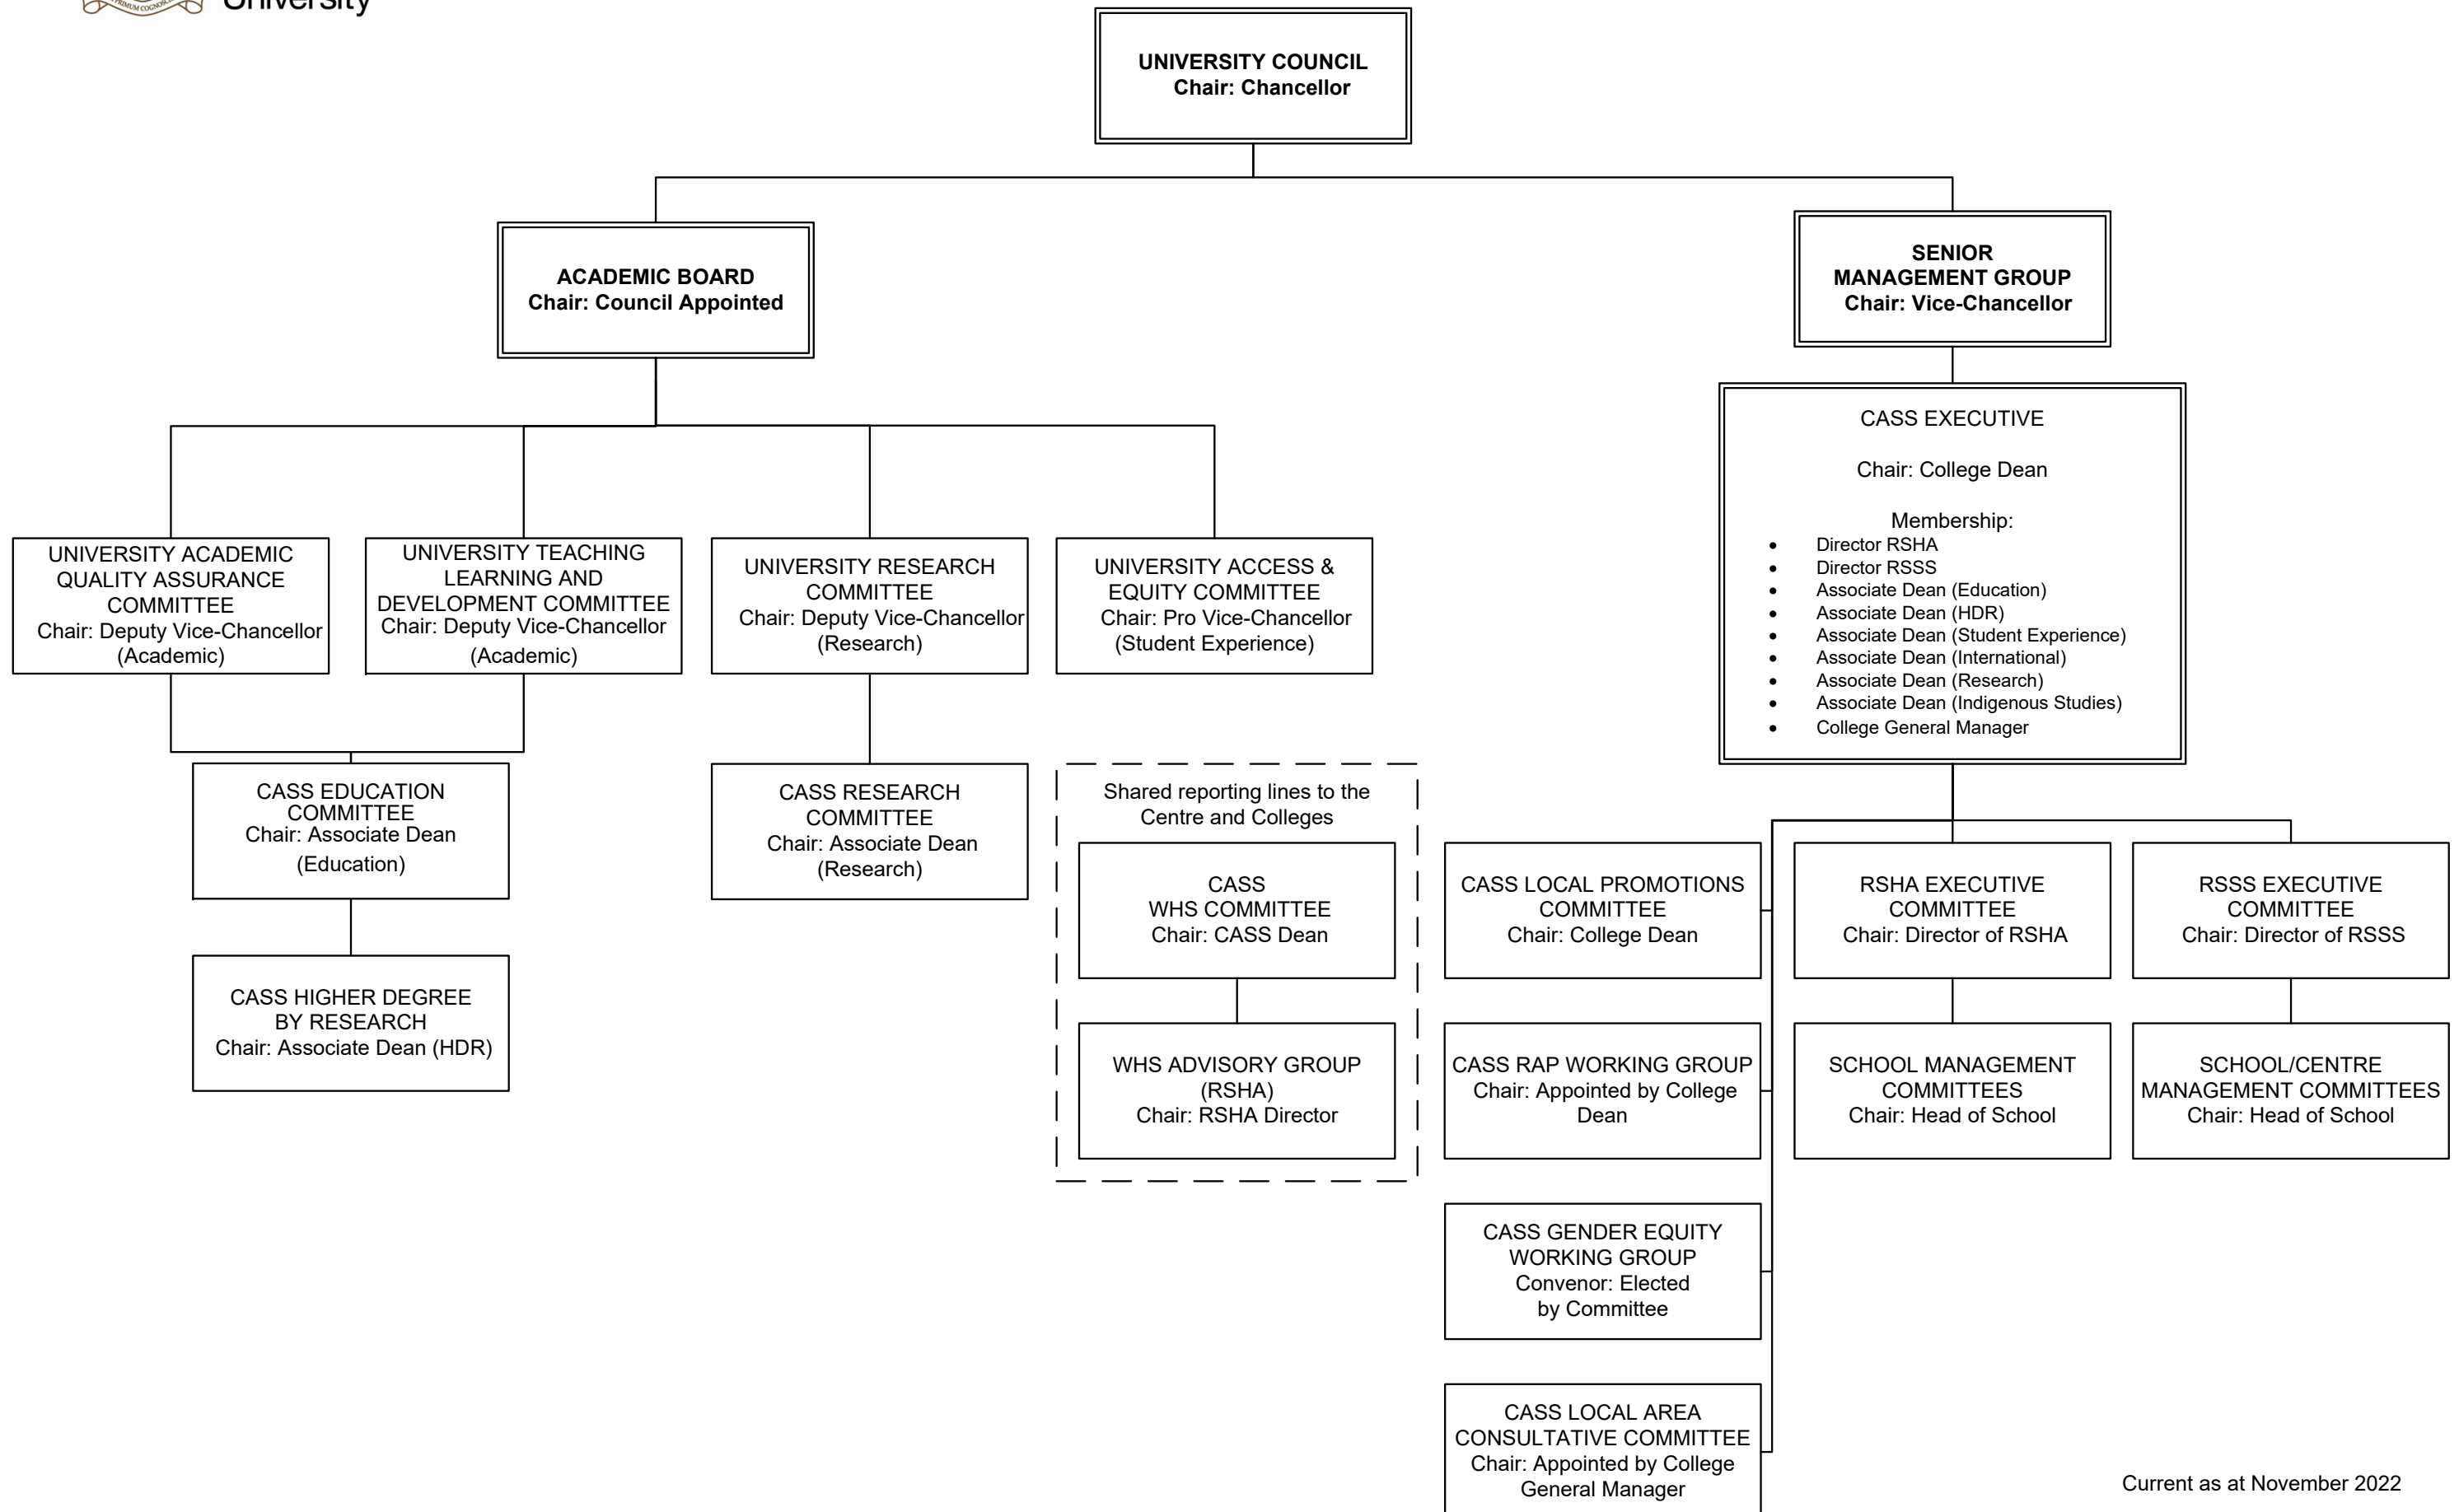 University
UNIVERSITY COUNCIL
Chair: Chancellor
ACADEMIC BOARD
Chair: Council Appointed
SENIOR
MANAGEMENT GROUP
Chair: Vice-Chancellor
CASS EXECUTIVE
Chair: College Dean
Membership:
• Director RSHA
• Director RSSS
• Associate Dean (Education)
• Associate Dean (HDR)
• Associate Dean (Student Experience)
• Associate Dean (International)
• Associate Dean (Research)
• Associate Dean (Indigenous Studies)
• College General Manager
UNIVERSITY ACADEMIC
QUALITY ASSURANCE
COMMITTEE
Chair: Deputy Vice-Chancellor
(Academic)
UNIVERSITY TEACHING
LEARNING AND
DEVELOPMENT COMMITTEE
Chair: Deputy Vice-Chancellor
(Academic)
UNIVERSITY RESEARCH
COMMITTEE
Chair: Deputy Vice-Chancellor
(Research)
UNIVERSITY ACCESS &
EQUITY COMMITTEE
Chair: Pro Vice-Chancellor
(Student Experience)
CASS EDUCATION
COMMITTEE
Chair: Associate Dean
(Education)
CASS RESEARCH
COMMITTEE
Chair: Associate Dean
(Research)
Shared reporting lines to the
Centre and Colleges
CASS
WHS COMMITTEE
Chair: CASS Dean
CASS LOCAL PROMOTIONS
COMMITTEE
Chair: College Dean
RSHA EXECUTIVE
COMMITTEE
Chair: Director of RSHA
RSSS EXECUTIVE
COMMITTEE
Chair: Director of RSSS
CASS HIGHER DEGREE
BY RESEARCH
Chair: Associate Dean (HDR)
WHS ADVISORY GROUP
(RSHA)
Chair: RSHA Director
CASS RAP WORKING GROUP
Chair: Appointed by College
Dean
SCHOOL MANAGEMENT
COMMITTEES
Chair: Head of School
SCHOOL/CENTRE
MANAGEMENT COMMITTEES
Chair: Head of School
CASS GENDER EQUITY
WORKING GROUP
Convenor: Elected
by Committee
CASS LOCAL AREA
CONSULTATIVE COMMITTEE
Chair: Appointed by College
General Manager
Current as at November 2022